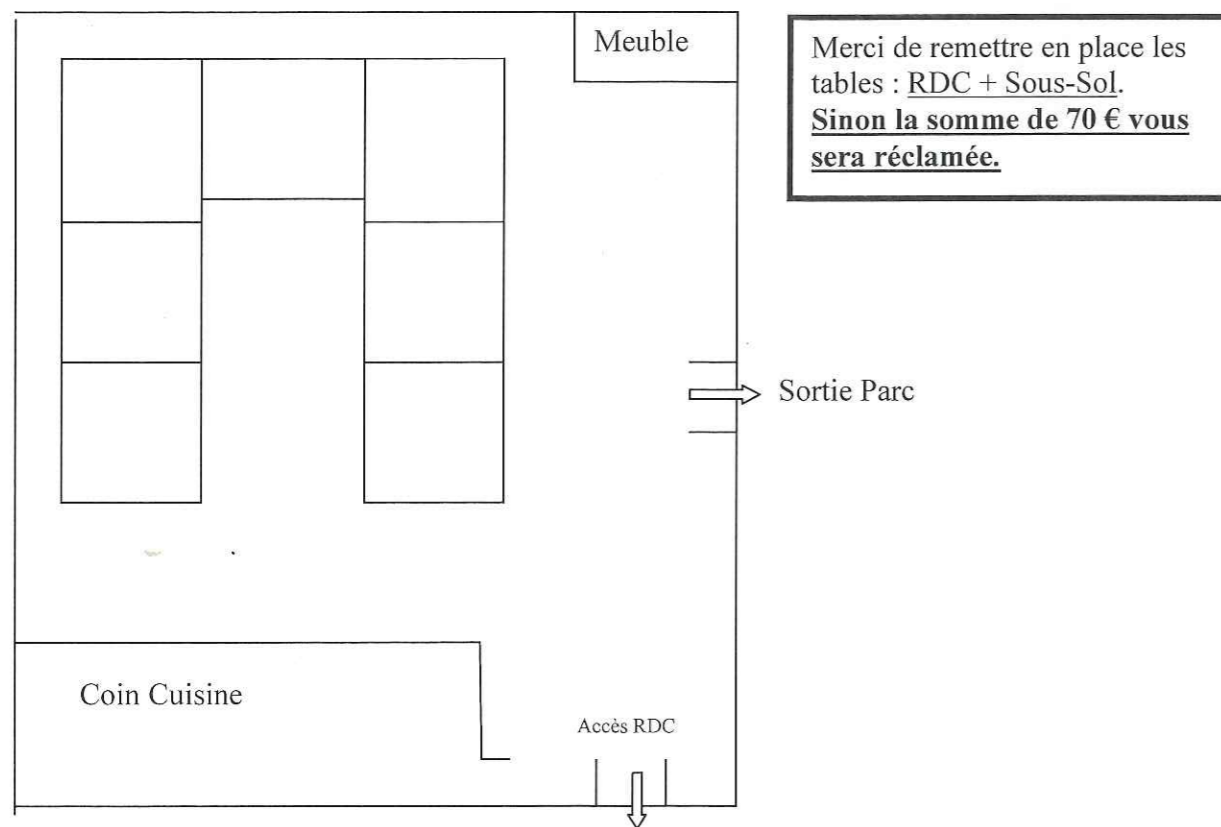 Meuble
Merci de remettre en place les
tables : RDC + Sous-Sol.
Sinon la somme de 70 € vous
sera réclamée.
Sortie Parc
Coin Cuisine
Accès RDC